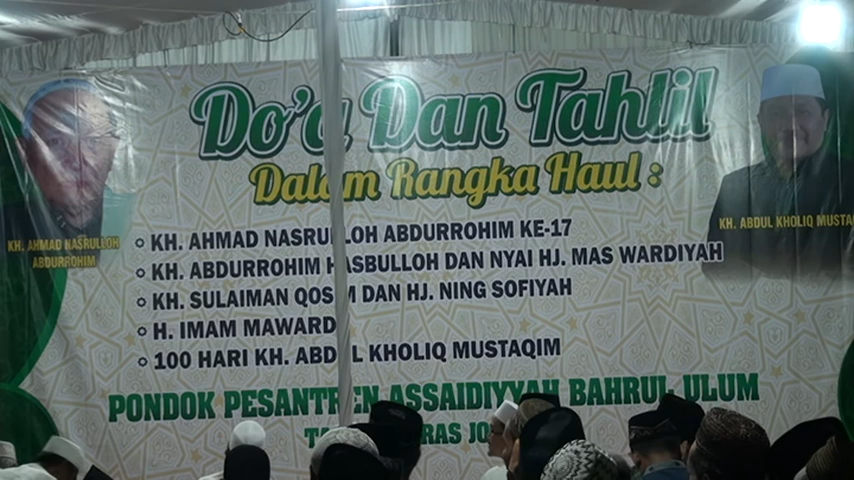 Do'a Dan Tahlil
Dalam Rangka Haul :
KH. AHMAD NASRULLOH ABDURROHIM KE-17
KH. ABDURROHIM HASBULLOH DAN NYAI HJ. MAS WARDIYAH
KH. SULAIMAN QOSIM DAN HJ. NING SOFIYAH
H. IMAM MAWARDI
100 HARI KH. ABDUL KHOLIQ MUSTAQIM
KH. AHMAD NASRULLOH
ABDURROHIM
KH. ABDUL KHOLIQ
PONDOK PESANTREN ASSAIDIYYAH BAHRUL ULUM